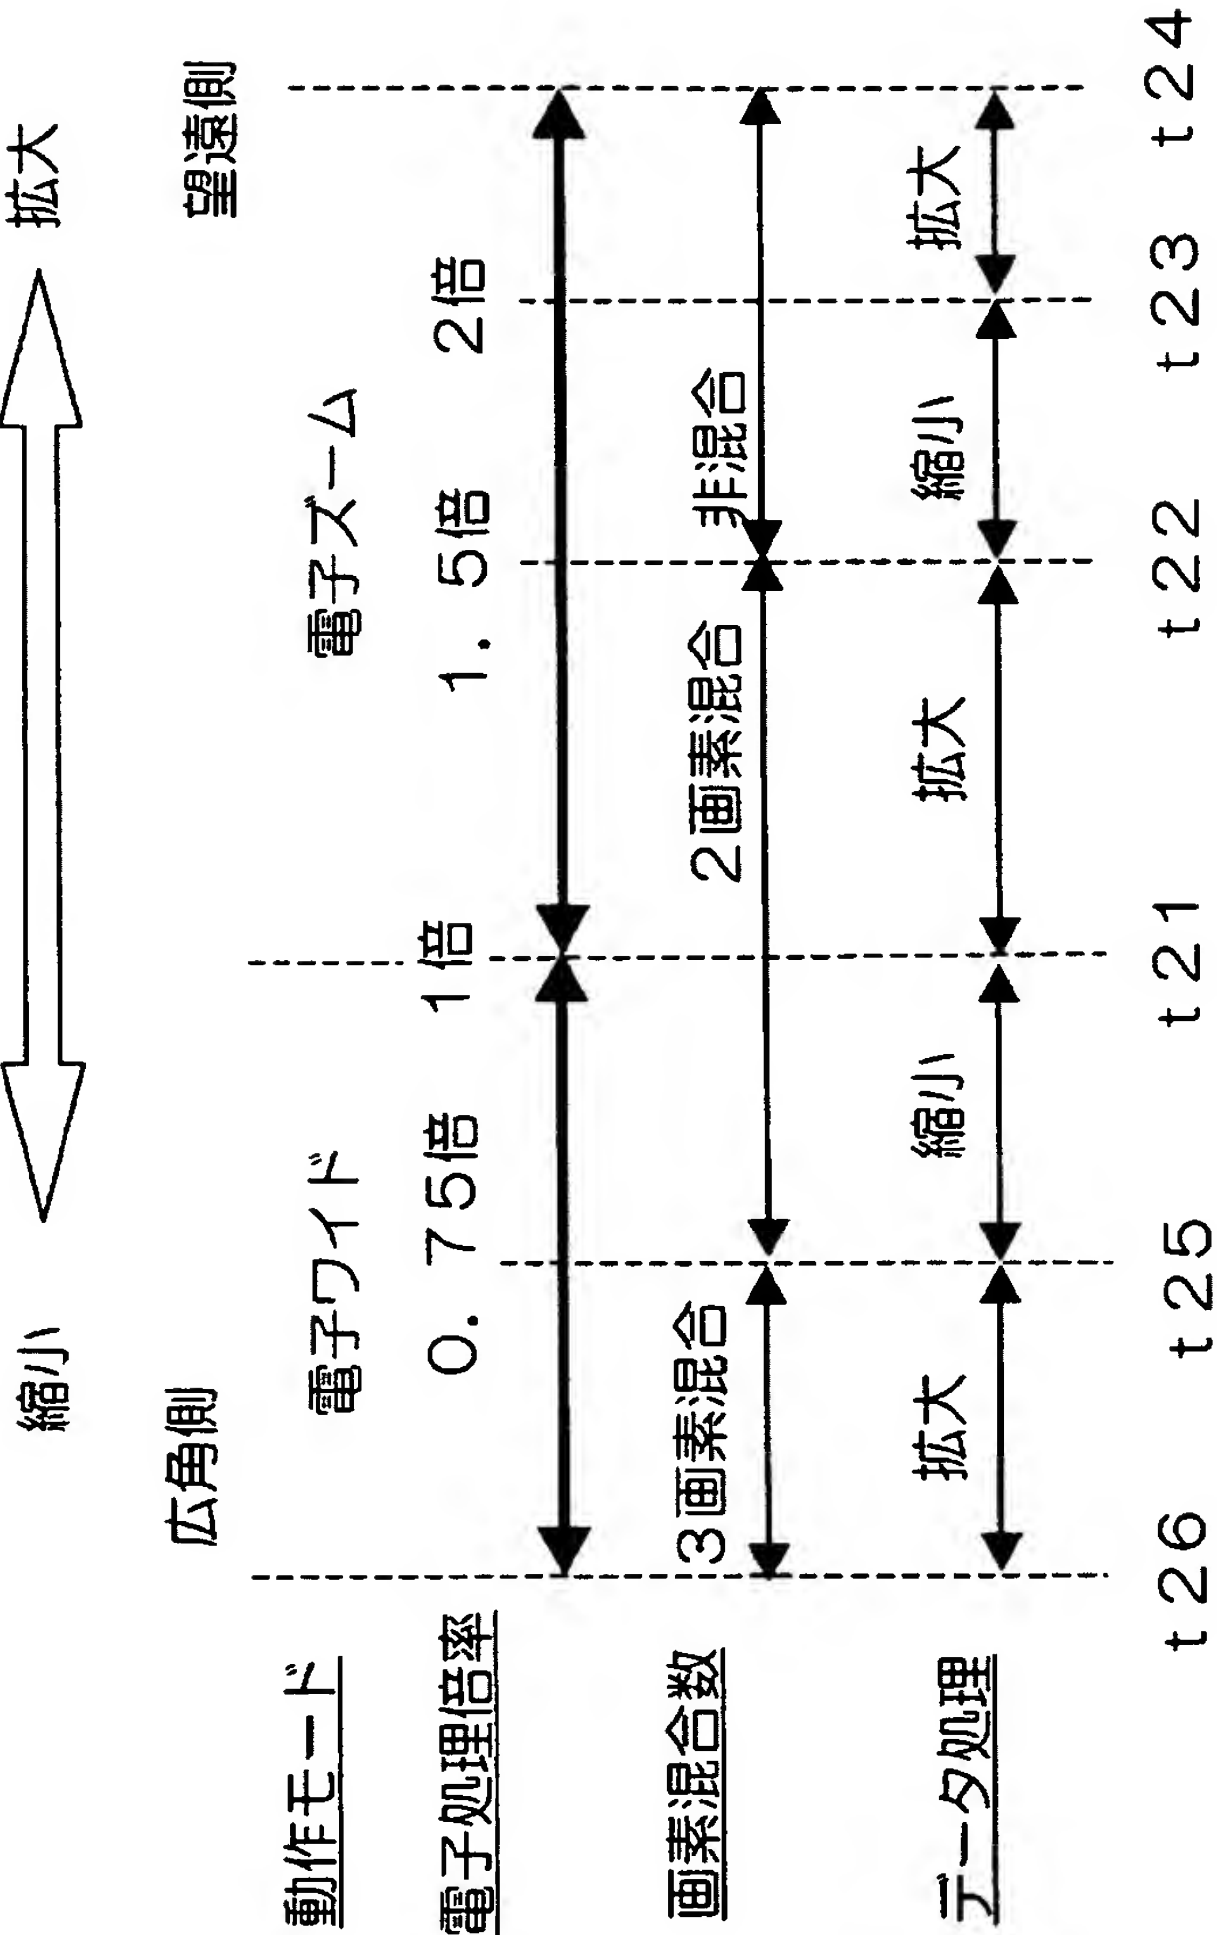 縮小 拡大
広角側 望遠側
動作モード 電子ワイド 電子ズーム
電子処理倍率 0.75倍 1倍 1.5倍 2倍
画素混合数 3画素混合 2画素混合 非混合
データ処理 拡大 縮小 拡大 縮小 拡大
t26 t25 t21 t22 t23 t24